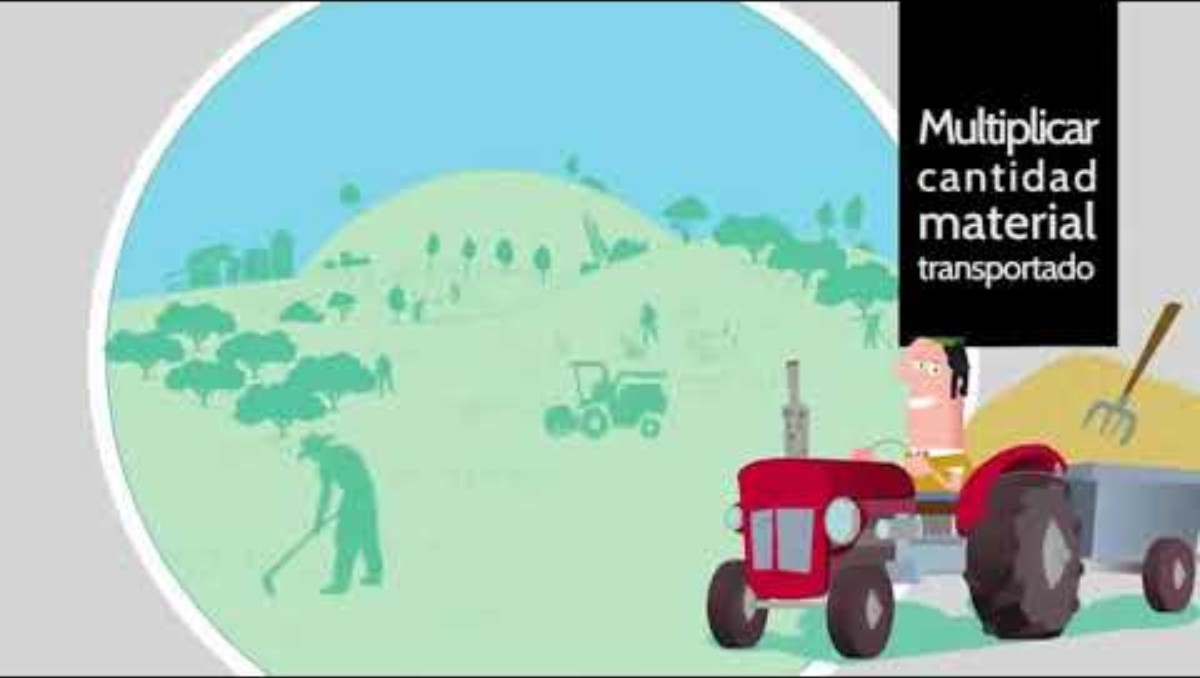 Multiplicar
cantidad
material
transportado